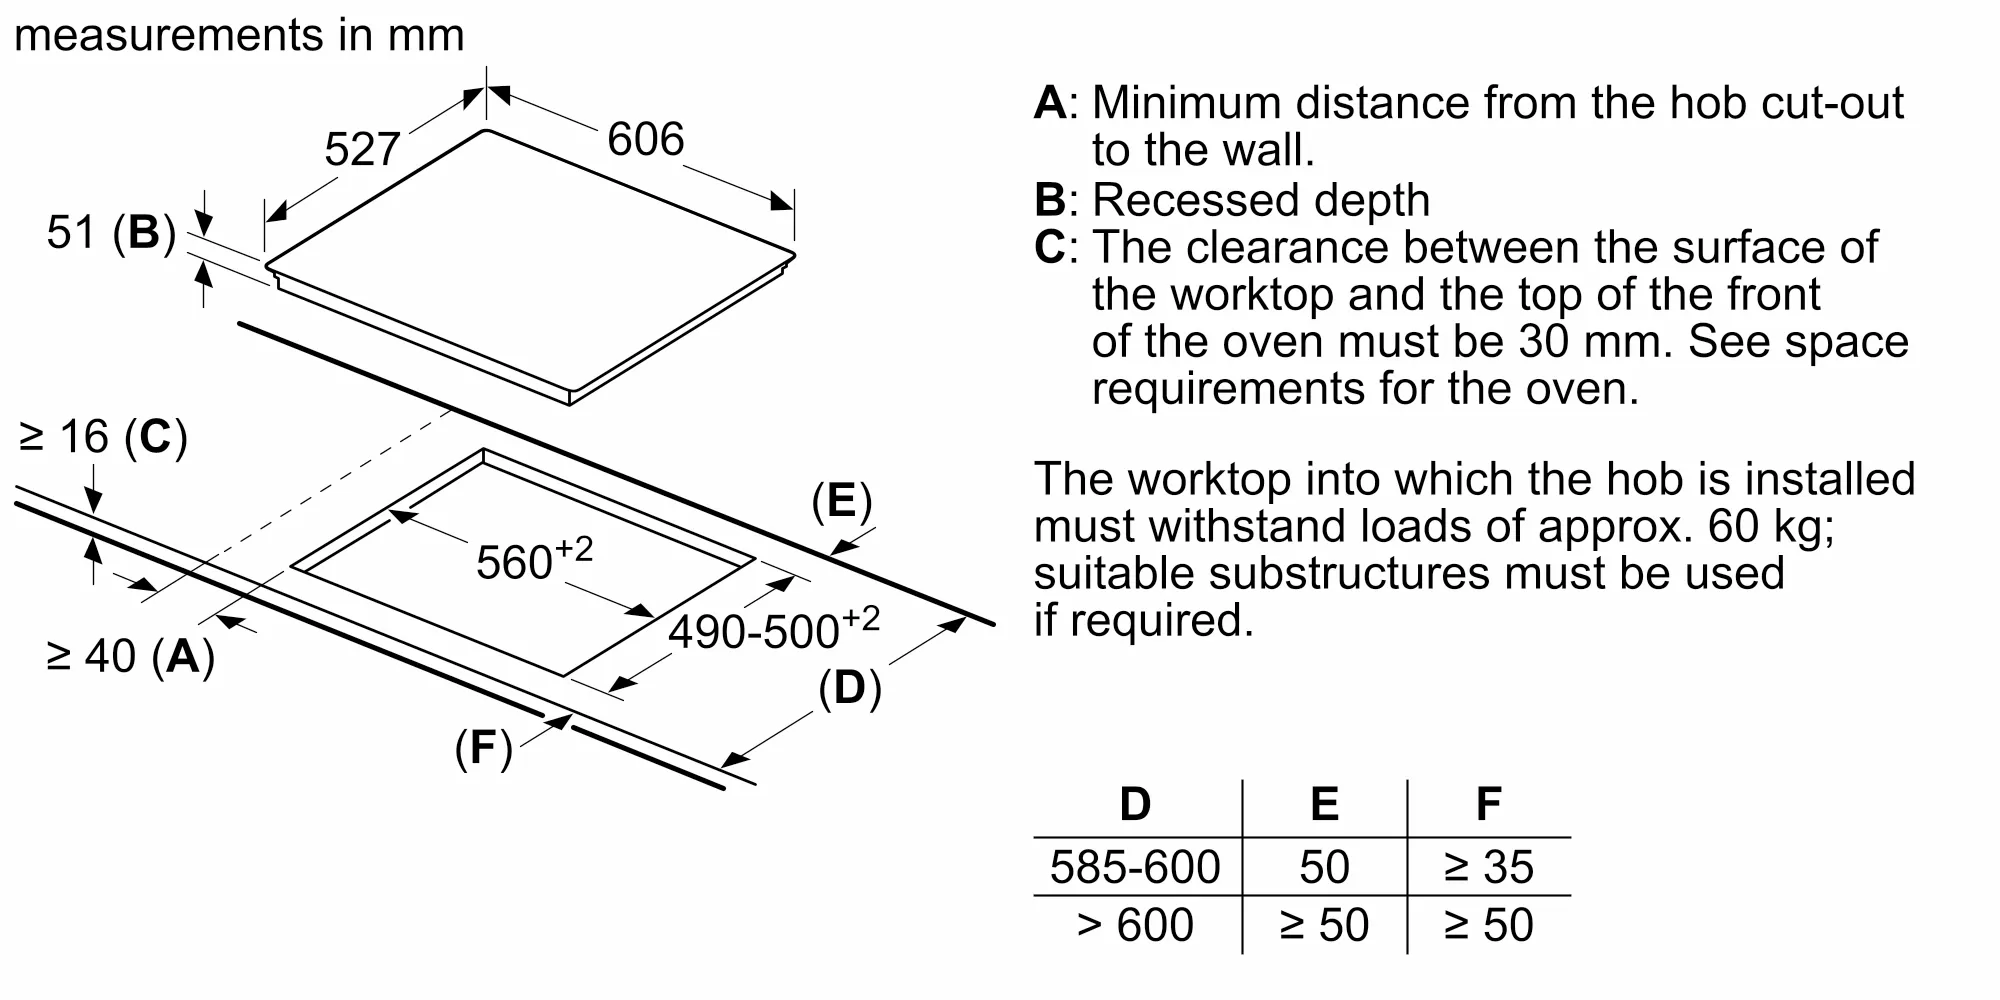 measurements in mm
527
606
51 (B)
≥ 16 (C)
(E)
560+2
490-500+2
≥ 40 (A)
(D)
(F)
A: Minimum distance from the hob cut-out
to the wall.
B: Recessed depth
C: The clearance between the surface of
the worktop and the top of the front
of the oven must be 30 mm. See space
requirements for the oven.
The worktop into which the hob is installed
must withstand loads of approx. 60 kg;
suitable substructures must be used
if required.
D E F
585-600 50 ≥ 35
> 600 ≥ 50 ≥ 50